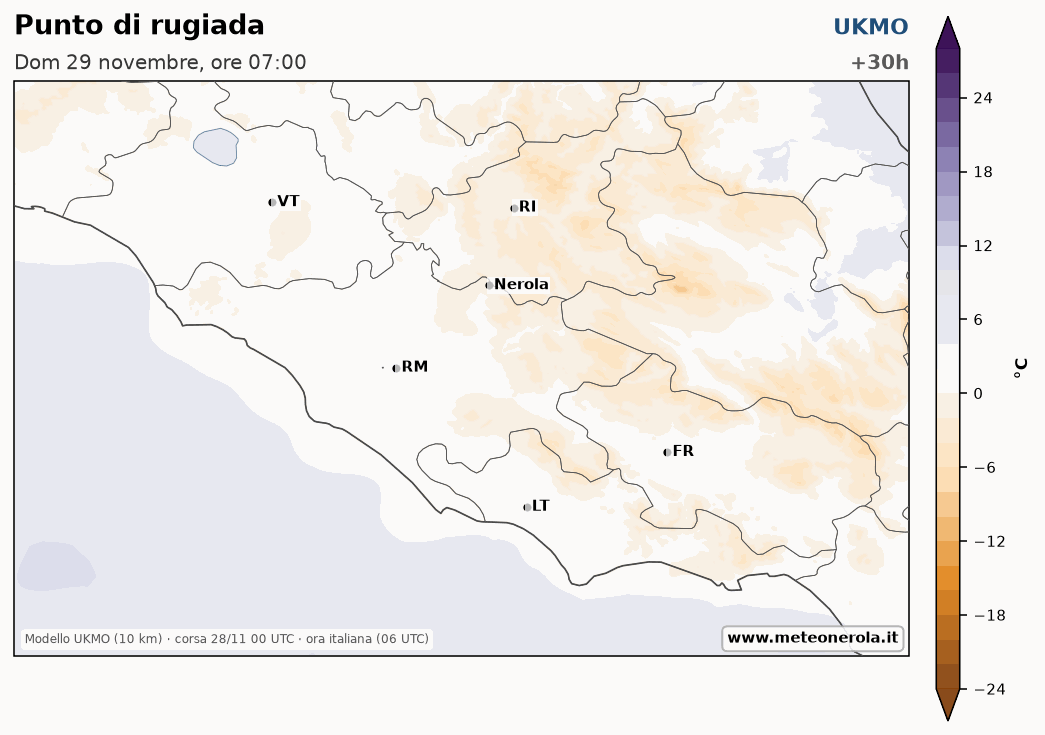 Punto di rugiada
UKMO
Dom 29 novembre, ore 07:00
+30h
VT
RI
Nerola
RM
FR
LT
Modello UKMO (10 km) · corsa 28/11 00 UTC · ora italiana (06 UTC)
www.meteonerola.it
24
18
12
6
0
−6
−12
−18
−24
°C